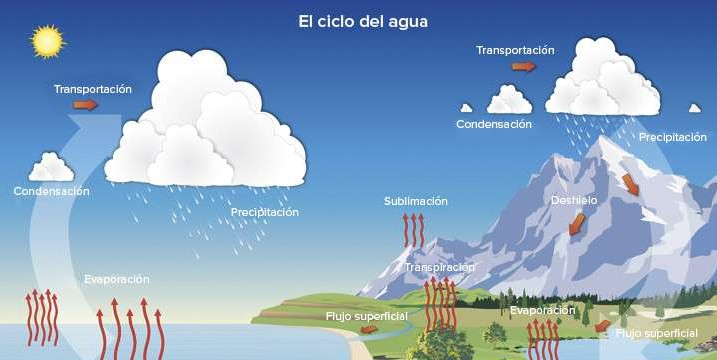 El ciclo del agua
Transportación
Transportación
Condensación
Precipitación
Condensación
Precipitación
Sublimación
Deshielo
Evaporación
Transpiración
Flujo superficial
Evaporación
Flujo superficial